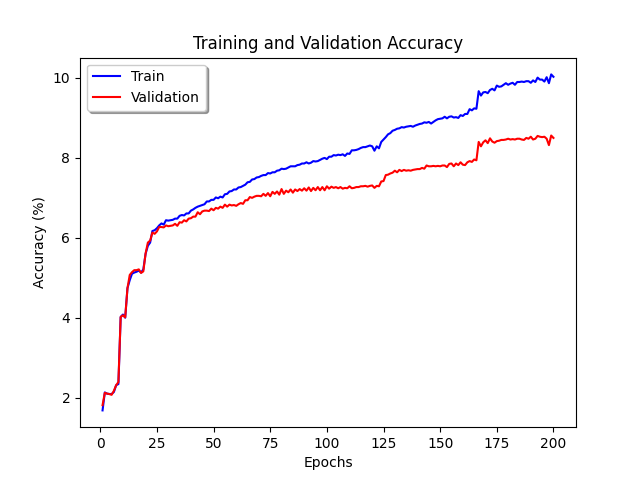 Training and Validation Accuracy
Train
Validation
Accuracy (%)
10
8
6
4
2
0 25 50 75 100 125 150 175 200
Epochs